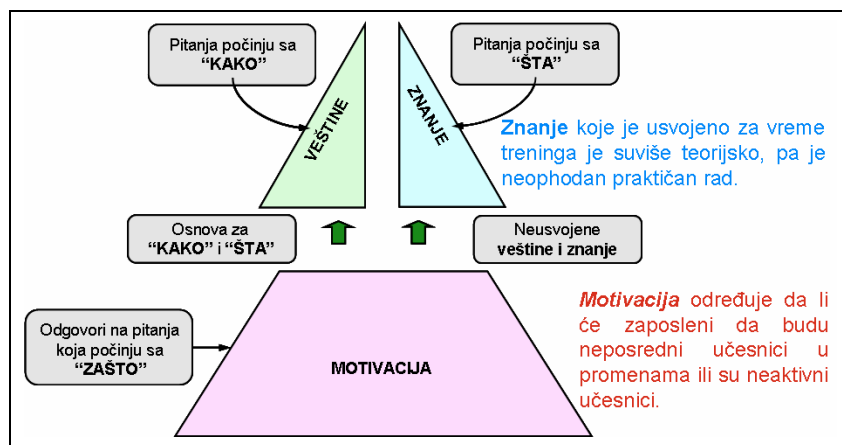 Pitanja počinju sa
“KAKO”
Pitanja počinju sa
“ŠTA”
VEŠTINE
ZNANJE
Znanje koje je usvojeno za vreme
treninga je suviše teorijsko, pa je
neophodan praktičan rad.
Osnova za
“KAKO” i “ŠTA”
Neusvojene
veštine i znanje
Odgovori na pitanja
koja počinju sa
“ZAŠTO”
MOTIVACIJA
Motivacija određuje da li
će zaposleni da budu
neposredni učesnici u
promenama ili su neaktivni
učesnici.